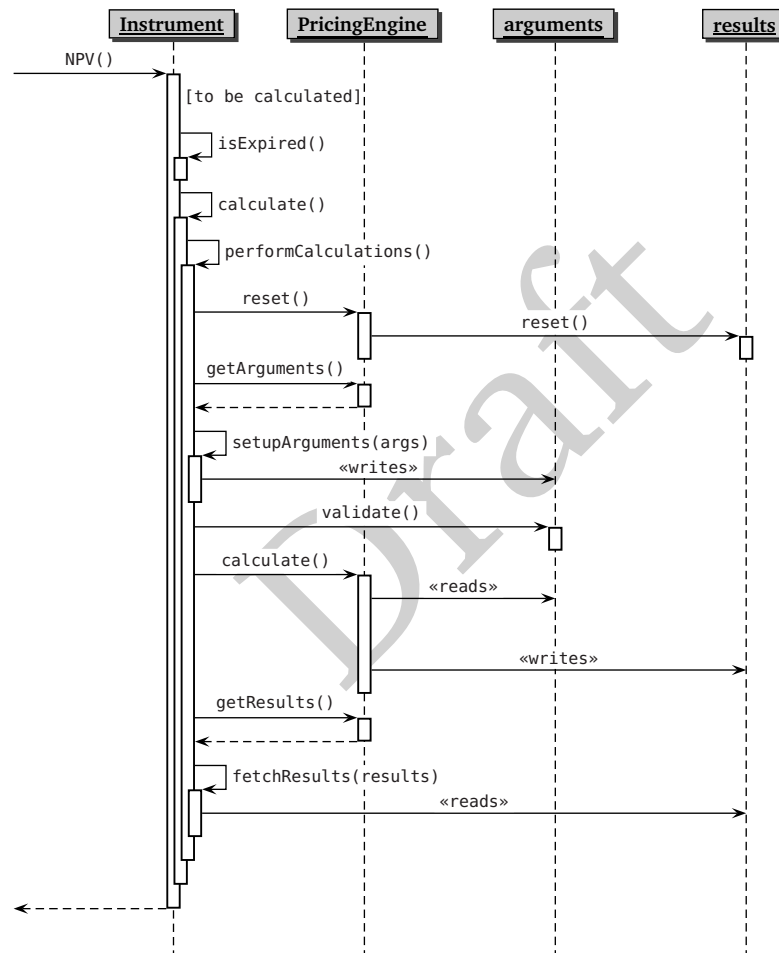 Instrument PricingEngine arguments results
NPV()
[to be calculated]
isExpired()
calculate()
performCalculations()
reset()
reset()
getArguments()
setupArguments(args)
«writes»
validate()
calculate()
«reads»
«writes»
getResults()
fetchResults(results)
«reads»
Draft